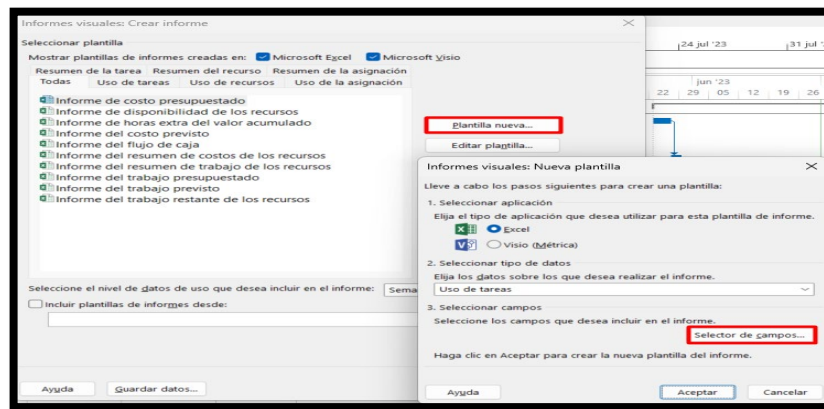 Informes visuales: Crear informe
Seleccionar plantilla
Mostrar plantillas de informes creadas en: Microsoft Excel Microsoft Visio
Resumen de la tarea Resumen del recurso Resumen de la asignación
Todas Uso de tareas Uso de recursos Uso de la asignación
Informe de costo presupuestado
Informe de disponibilidad de los recursos
Informe de horas extra del valor acumulado
Informe del costo previsto
Informe del flujo de caja
Informe del resumen de costos de los recursos
Informe del resumen de trabajo de los recursos
Informe del trabajo presupuestado
Informe del trabajo previsto
Informe del trabajo restante de los recursos
Plantilla nueva...
Editar plantilla...
Seleccione el nivel de datos de uso que desea incluir en el informe: Sema
Incluir plantillas de informes desde:
Ayuda Guardar datos...
24 jul '23 31 jul '
jun '23
22 29 05 12 19 26
Informes visuales: Nueva plantilla
Lleve a cabo los pasos siguientes para crear una plantilla:
1. Seleccionar aplicación
Elija el tipo de aplicación que desea utilizar para esta plantilla de informe.
Excel
Visio (Métrica)
2. Seleccionar tipo de datos
Elija los datos sobre los que desea realizar el informe.
Uso de tareas
3. Seleccionar campos
Seleccione los campos que desea incluir en el informe.
Selector de campos...
Haga clic en Aceptar para crear la nueva plantilla del informe.
Ayuda Aceptar Cancelar